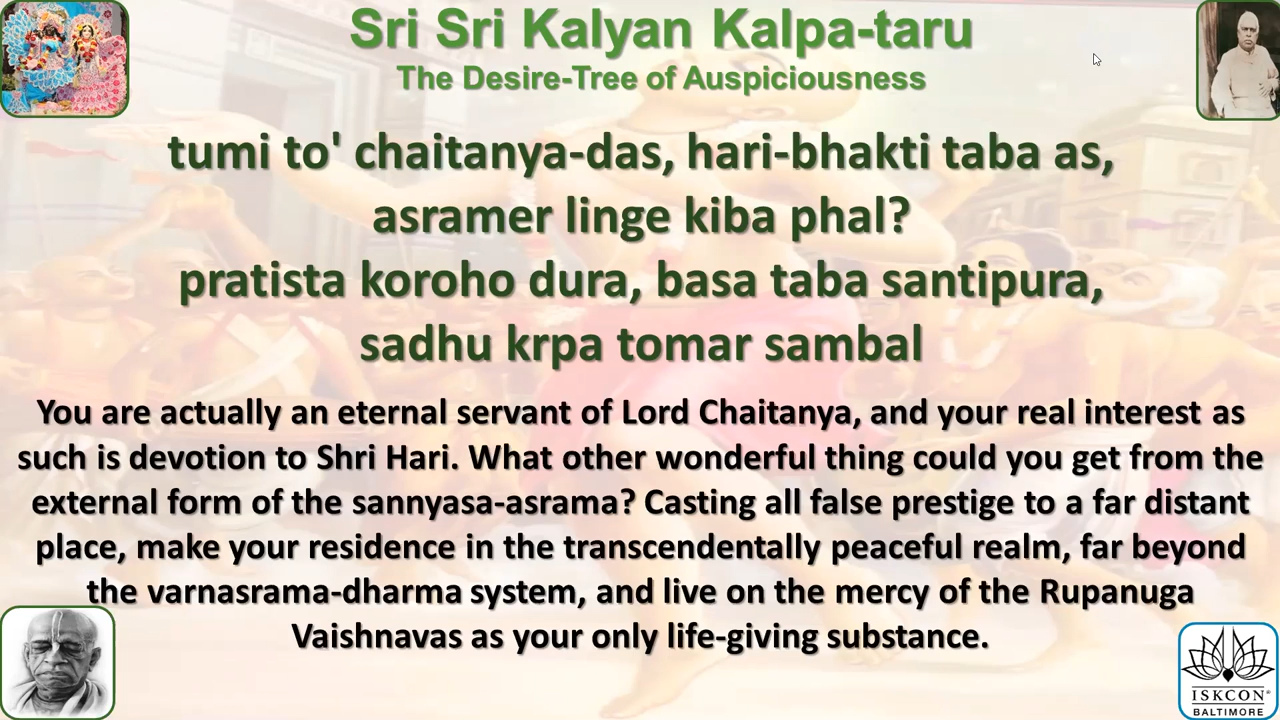 Sri Sri Kalyan Kalpa-taru
The Desire-Tree of Auspiciousness
tumi to' chaitanya-das, hari-bhakti taba as,
asramer linge kiba phal?
pratista koroho dura, basa taba santipura,
sadhu krpa tomar sambal
You are actually an eternal servant of Lord Chaitanya, and your real interest as
such is devotion to Shri Hari. What other wonderful thing could you get from the
external form of the sannyasa-asrama? Casting all false prestige to a far distant
place, make your residence in the transcendentally peaceful realm, far beyond
the varnasrama-dharma system, and live on the mercy of the Rupanuga
Vaishnavas as your only life-giving substance.
ISKCON®
BALTIMORE